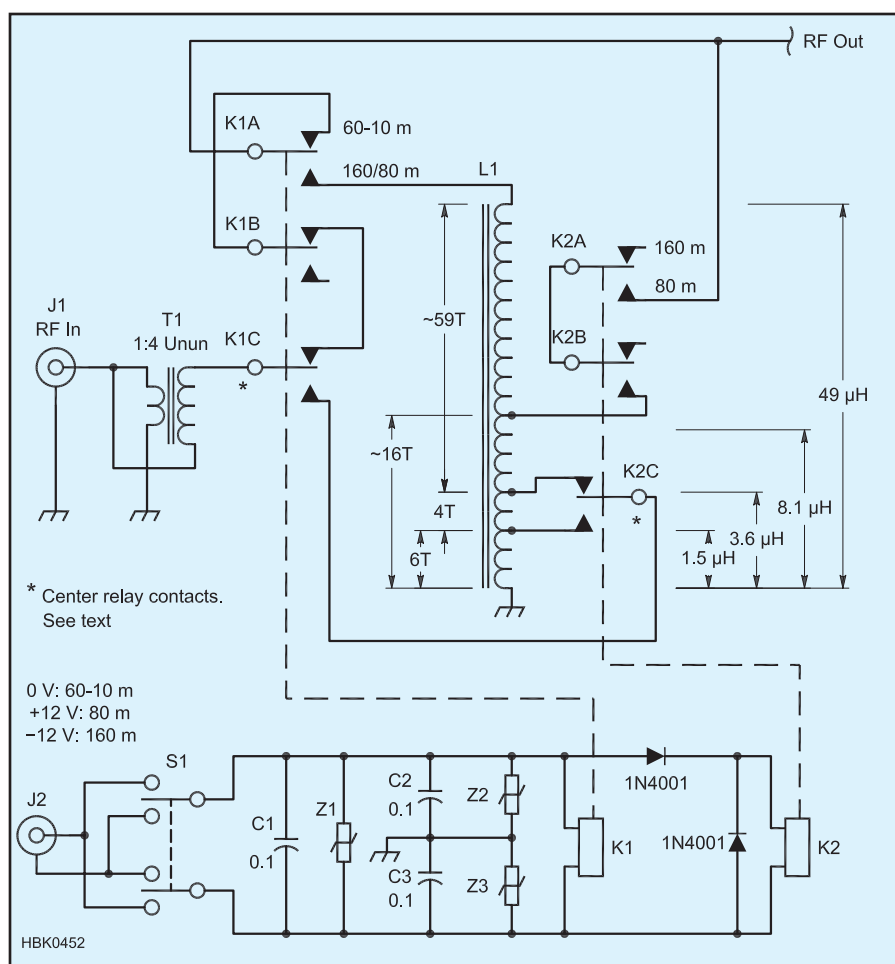 RF Out
K1A
60-10 m
160/80 m
L1
K1B
K2A
160 m
80 m
J1
RF In
T1
1:4 Unun
K1C
*
~59T
K2B
49 µH
~16T
K2C
*
8.1 µH
4T
3.6 µH
6T
1.5 µH
* Center relay contacts.
See text
0 V: 60-10 m
+12 V: 80 m
−12 V: 160 m
S1
J2
C1
0.1
Z1
C2
0.1
Z2
1N4001
K1
1N4001
K2
C3
0.1
Z3
HBK0452